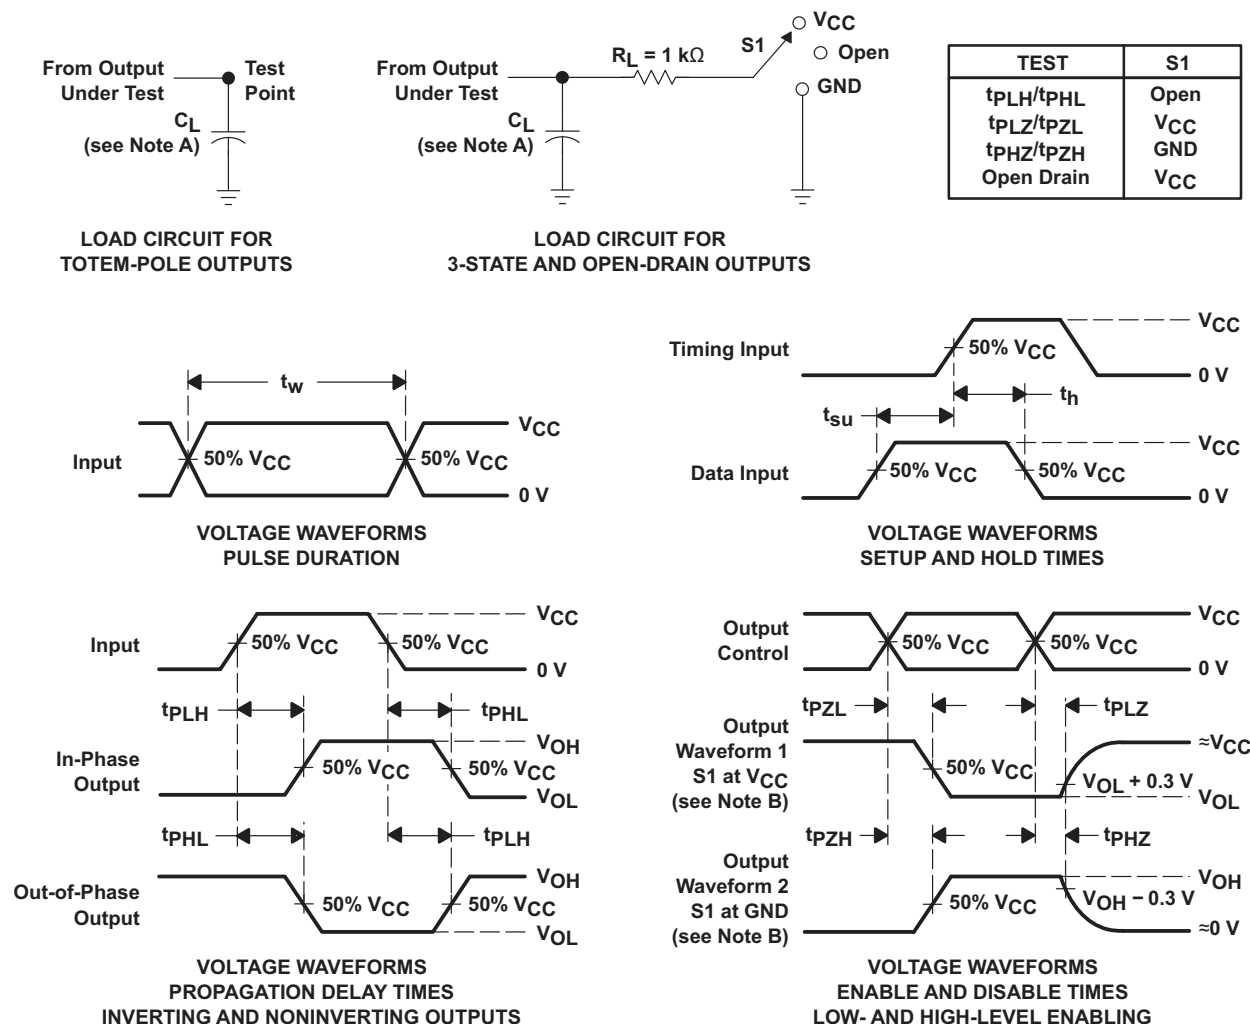 From Output
Under Test
Test
Point
CL
(see Note A)
LOAD CIRCUIT FOR
TOTEM-POLE OUTPUTS
From Output
Under Test
RL = 1 kΩ
S1
VCC
Open
GND
CL
(see Note A)
LOAD CIRCUIT FOR
3-STATE AND OPEN-DRAIN OUTPUTS
TEST S1
tPLH/tPHL Open
tPLZ/tPZL VCC
tPHZ/tPZH GND
Open Drain VCC
tw
Input
50% VCC
50% VCC
VCC
0 V
VOLTAGE WAVEFORMS
PULSE DURATION
Timing Input
50% VCC
VCC
0 V
tsu
th
Data Input
50% VCC
50% VCC
VCC
0 V
VOLTAGE WAVEFORMS
SETUP AND HOLD TIMES
Input
50% VCC
50% VCC
VCC
0 V
tPLH
tPHL
In-Phase
Output
50% VCC
50% VCC
VOH
VOL
tPHL
tPLH
Out-of-Phase
Output
50% VCC
50% VCC
VOH
VOL
VOLTAGE WAVEFORMS
PROPAGATION DELAY TIMES
INVERTING AND NONINVERTING OUTPUTS
Output
Control
50% VCC
50% VCC
VCC
0 V
tPZL
tPLZ
Output
Waveform 1
S1 at VCC
(see Note B)
50% VCC
≈VCC
VOL + 0.3 V
VOL
tPZH
tPHZ
Output
Waveform 2
S1 at GND
(see Note B)
50% VCC
VOH
VOH − 0.3 V
≈0 V
VOLTAGE WAVEFORMS
ENABLE AND DISABLE TIMES
LOW- AND HIGH-LEVEL ENABLING